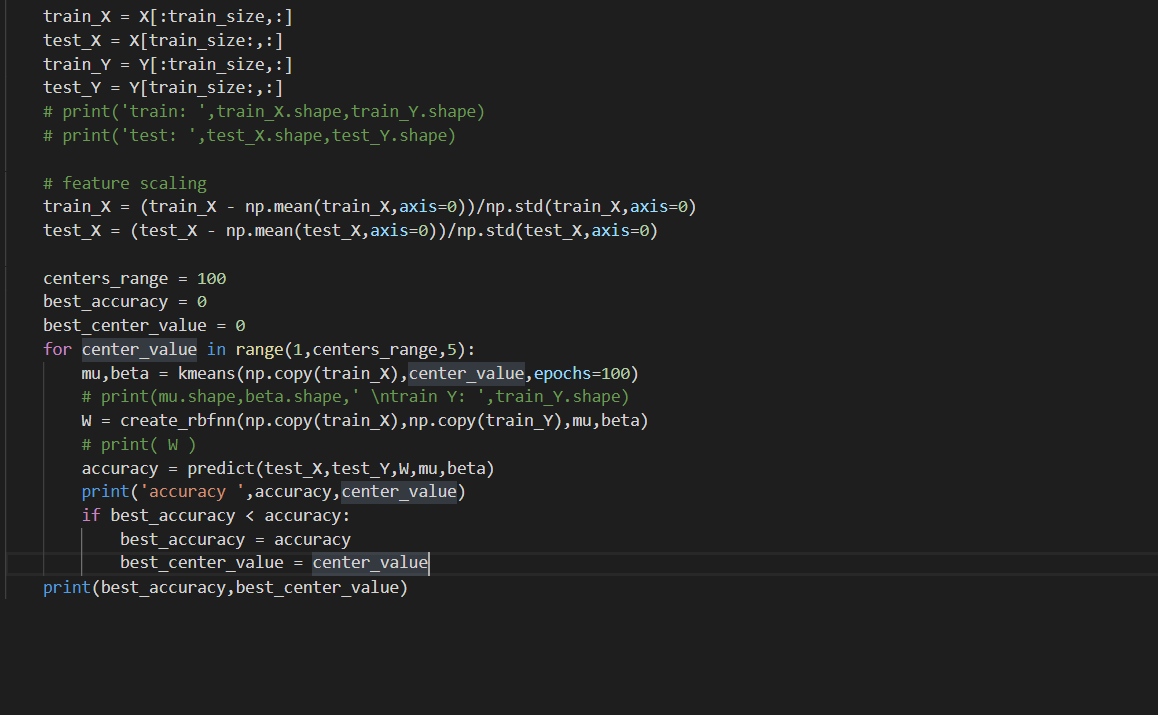 train_X = X[:train_size,:]
test_X = X[train_size:,:]
train_Y = Y[:train_size,:]
test_Y = Y[train_size:,:]
# print('train: ',train_X.shape,train_Y.shape)
# print('test: ',test_X.shape,test_Y.shape)
# feature scaling
train_X = (train_X - np.mean(train_X,axis=0))/np.std(train_X,axis=0)
test_X = (test_X - np.mean(test_X,axis=0))/np.std(test_X,axis=0)
centers_range = 100
best_accuracy = 0
best_center_value = 0
for center_value in range(1,centers_range,5):
    mu,beta = kmeans(np.copy(train_X),center_value,epochs=100)
    # print(mu.shape,beta.shape,' \ntrain Y: ',train_Y.shape)
    W = create_rbfnn(np.copy(train_X),np.copy(train_Y),mu,beta)
    # print( W )
    accuracy = predict(test_X,test_Y,W,mu,beta)
    print('accuracy ',accuracy,center_value)
    if best_accuracy < accuracy:
        best_accuracy = accuracy
        best_center_value = center_value
print(best_accuracy,best_center_value)